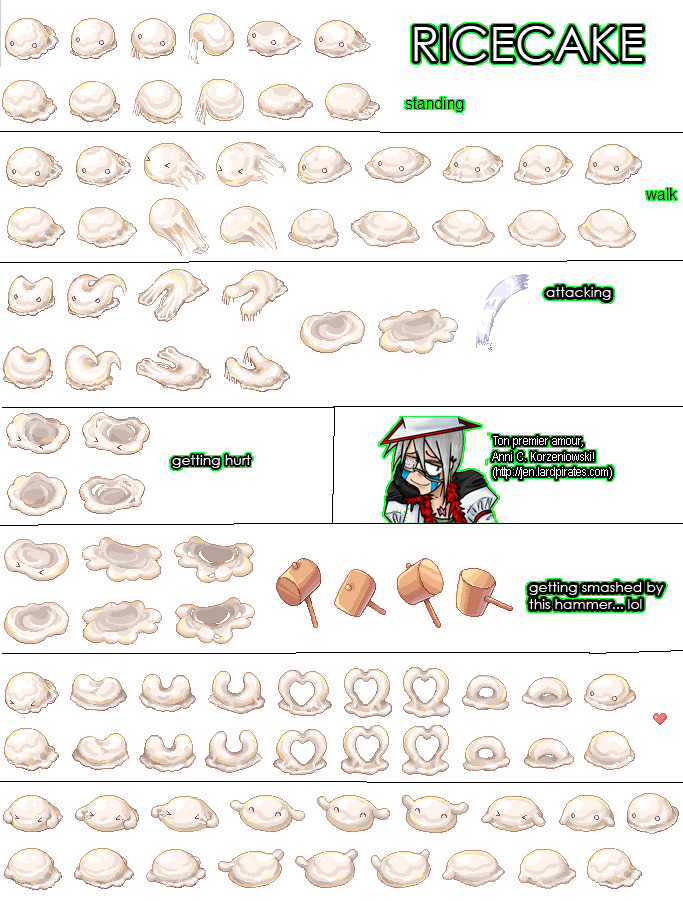 RICECAKE
standing
walk
attacking
getting hurt
Ton premier amour,
Anni C. Korzeniowski!
(http://jen.lardpirates.com)
getting smashed by
this hammer... lol